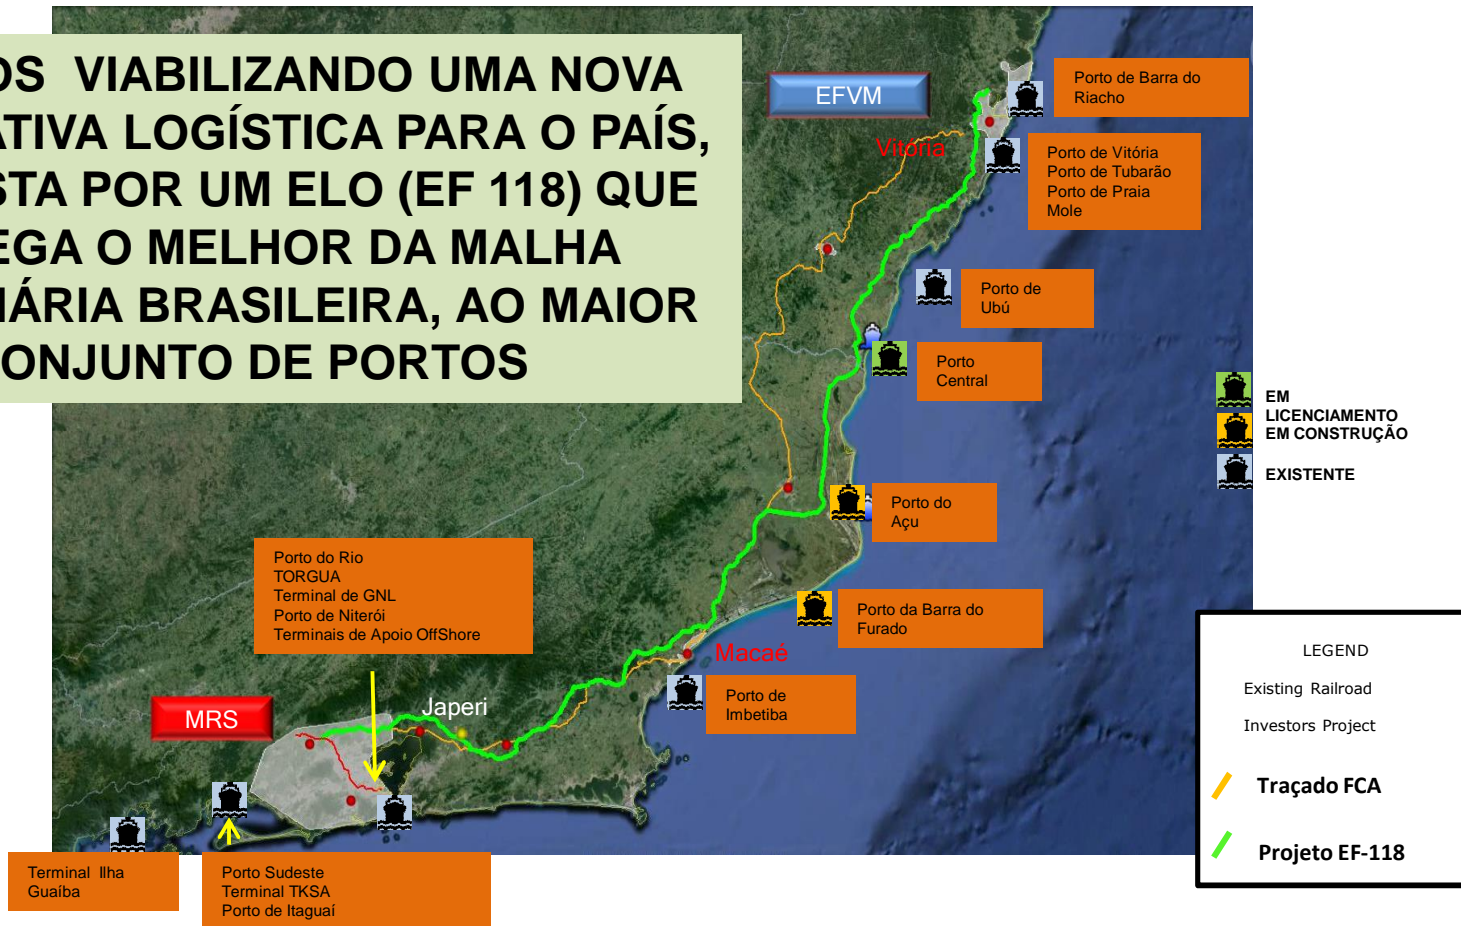 OS VIABILIZANDO UMA NOVA
ATIVA LOGÍSTICA PARA O PAÍS,
STA POR UM ELO (EF 118) QUE
EGA O MELHOR DA MALHA
IÁRIA BRASILEIRA, AO MAIOR
ONJUNTO DE PORTOS
EFVM
Vitória
Porto de Barra do
Riacho
Porto de Vitória
Porto de Tubarão
Porto de Praia
Mole
Porto de
Ubú
Porto
Central
EM
LICENCIAMENTO
EM CONSTRUÇÃO
EXISTENTE
Porto do
Açu
Porto do Rio
TORGUA
Terminal de GNL
Porto de Niterói
Terminais de Apoio OffShore
Porto da Barra do
Furado
Macaé
Porto de
Imbetiba
MRS
Japeri
LEGEND
Existing Railroad
Investors Project
Traçado FCA
Projeto EF-118
Terminal Ilha
Guaíba
Porto Sudeste
Terminal TKSA
Porto de Itaguaí